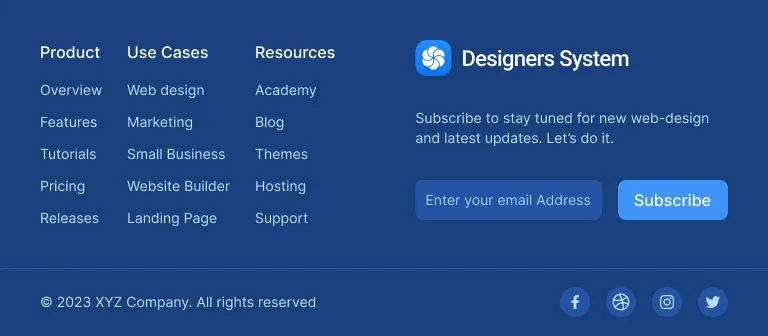 Product
Overview
Features
Tutorials
Pricing
Releases
Use Cases
Web design
Marketing
Small Business
Website Builder
Landing Page
Resources
Academy
Blog
Themes
Hosting
Support
Designers System
Subscribe to stay tuned for new web-design
and latest updates. Let’s do it.
Enter your email Address
Subscribe
© 2023 XYZ Company. All rights reserved